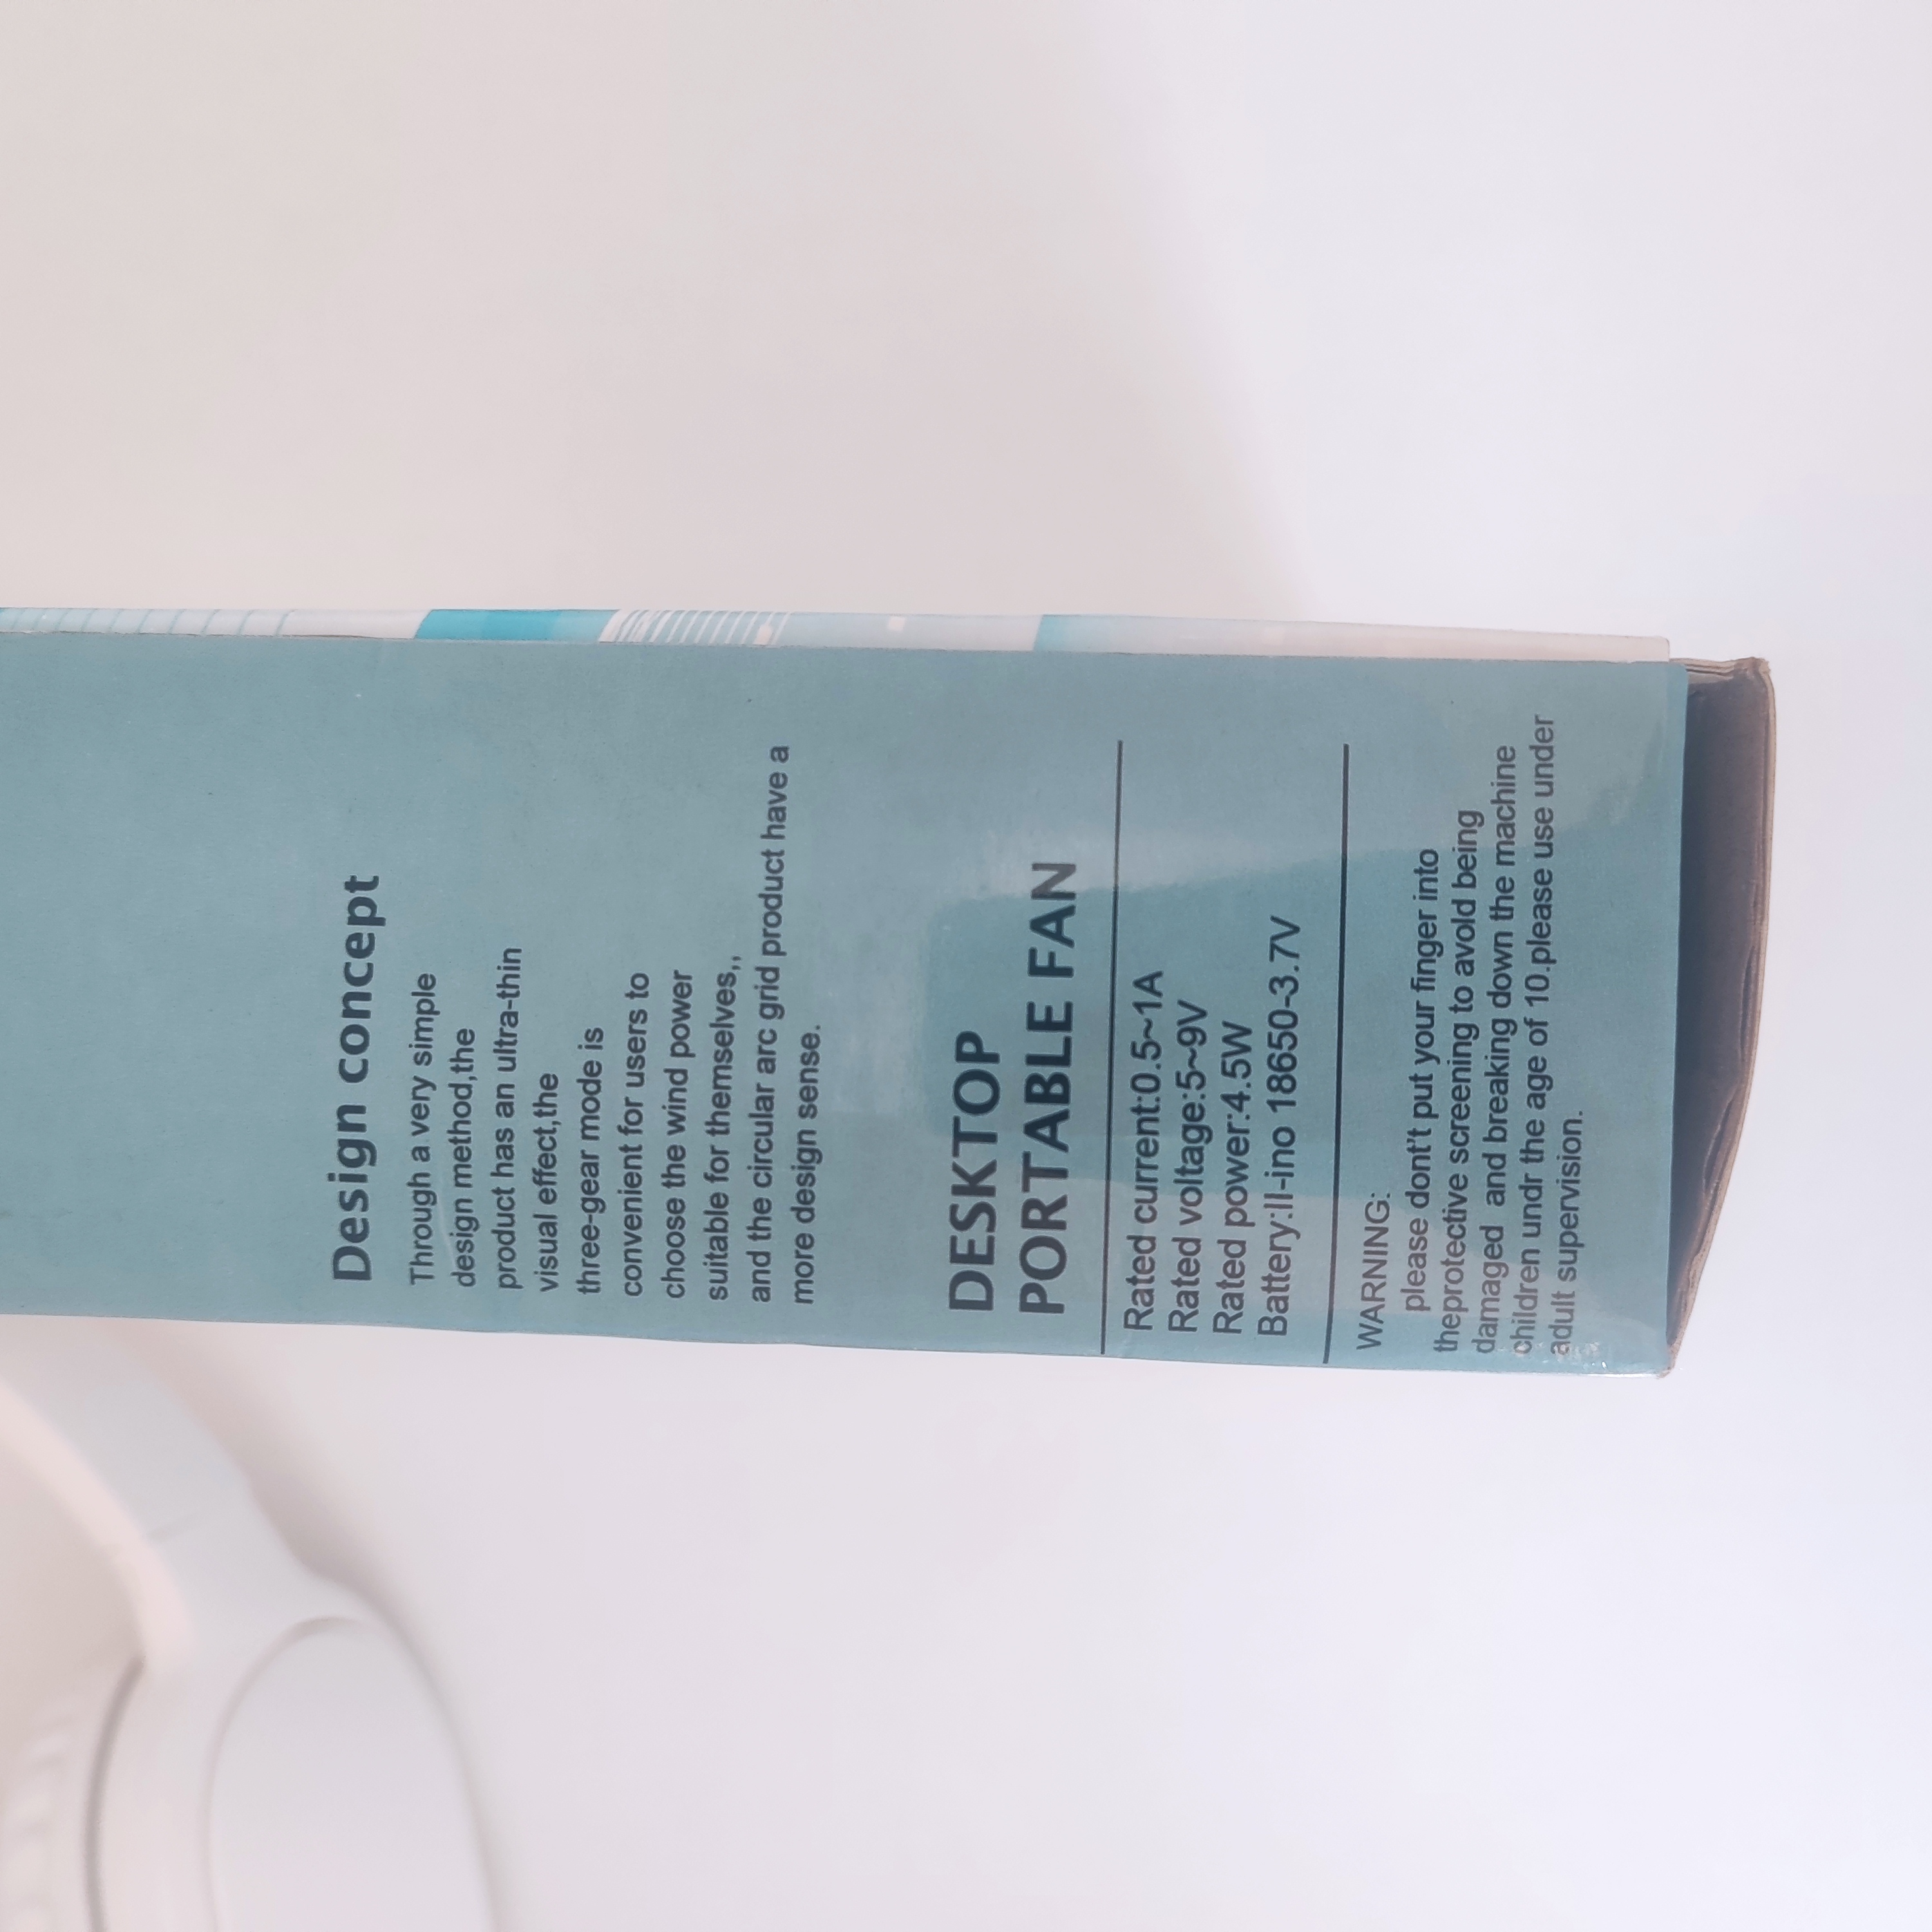 Design concept
Through a very simple
design method,the
product has an ultra-thin
visual effect,the
three-gear mode is
convenient for users to
choose the wind power
suitable for themselves,,
and the circular arc grid product have a
more design sense.
DESKTOP
PORTABLE FAN
Rated current:0.5~1A
Rated voltage:5~9V
Rated power:4.5W
Battery:lI-ino 18650-3.7V
WARNING:
please dont't put your finger into
theprotective screening to avold being
damaged and breaking down the machine
children undr the age of 10.please use under
adult supervision.